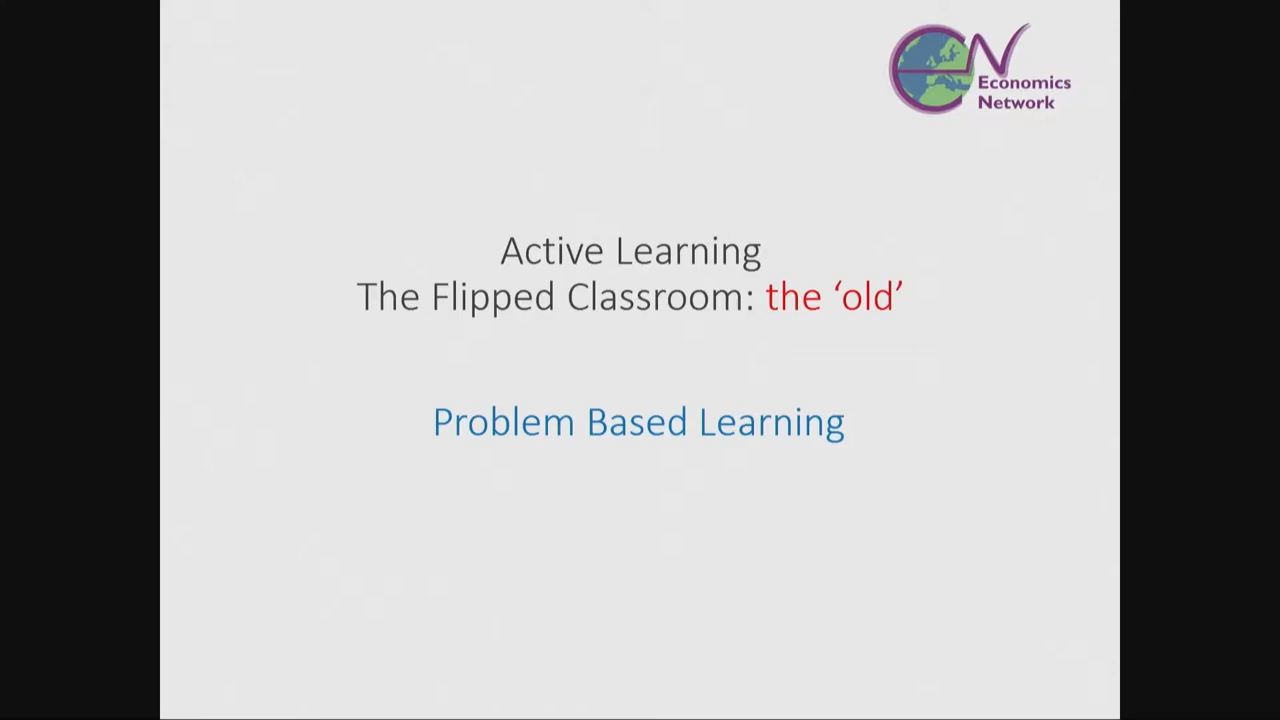 Economics
Network
Active Learning
The Flipped Classroom: the ‘old’
Problem Based Learning